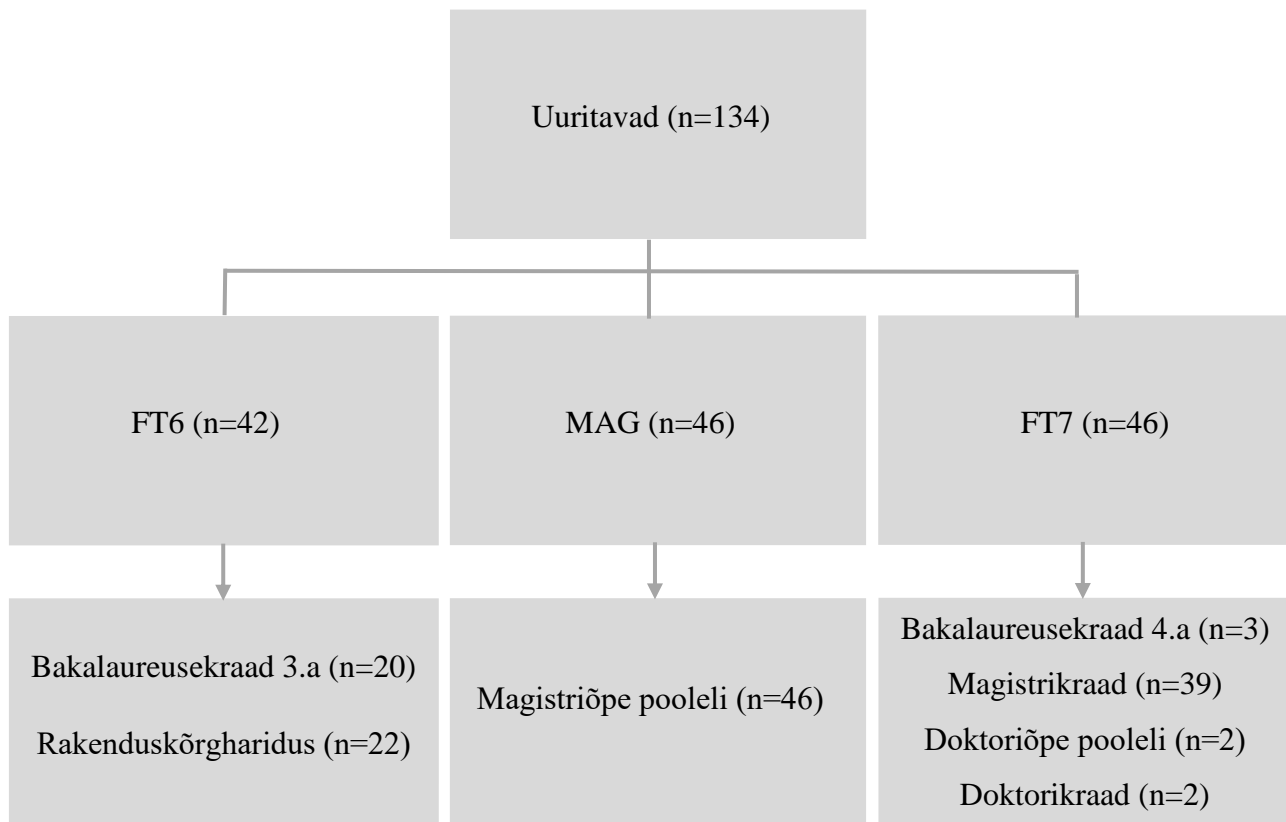 Uuritavad (n=134)
FT6 (n=42)
MAG (n=46)
FT7 (n=46)
Bakalaureusekraad 3.a (n=20)
Rakenduskõrgharidus (n=22)
Magistriõpe pooleli (n=46)
Bakalaureusekraad 4.a (n=3)
Magistrikraad (n=39)
Doktoriõpe pooleli (n=2)
Doktorikraad (n=2)